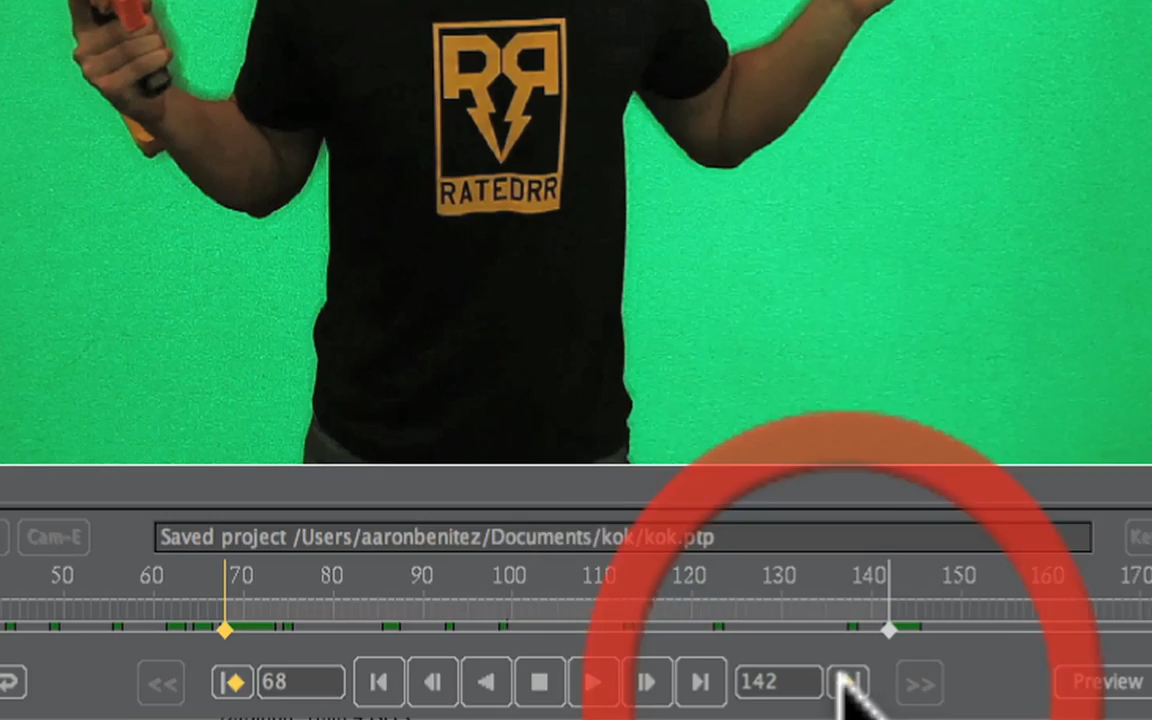 RR
RATEDRR
Cam-E
Saved project /Users/aaronbenitez/Documents/kok/kok.ptp
Ke
50 60 70 80 90 100 110 120 130 140 150 160 170
<< 68 142 >> Preview